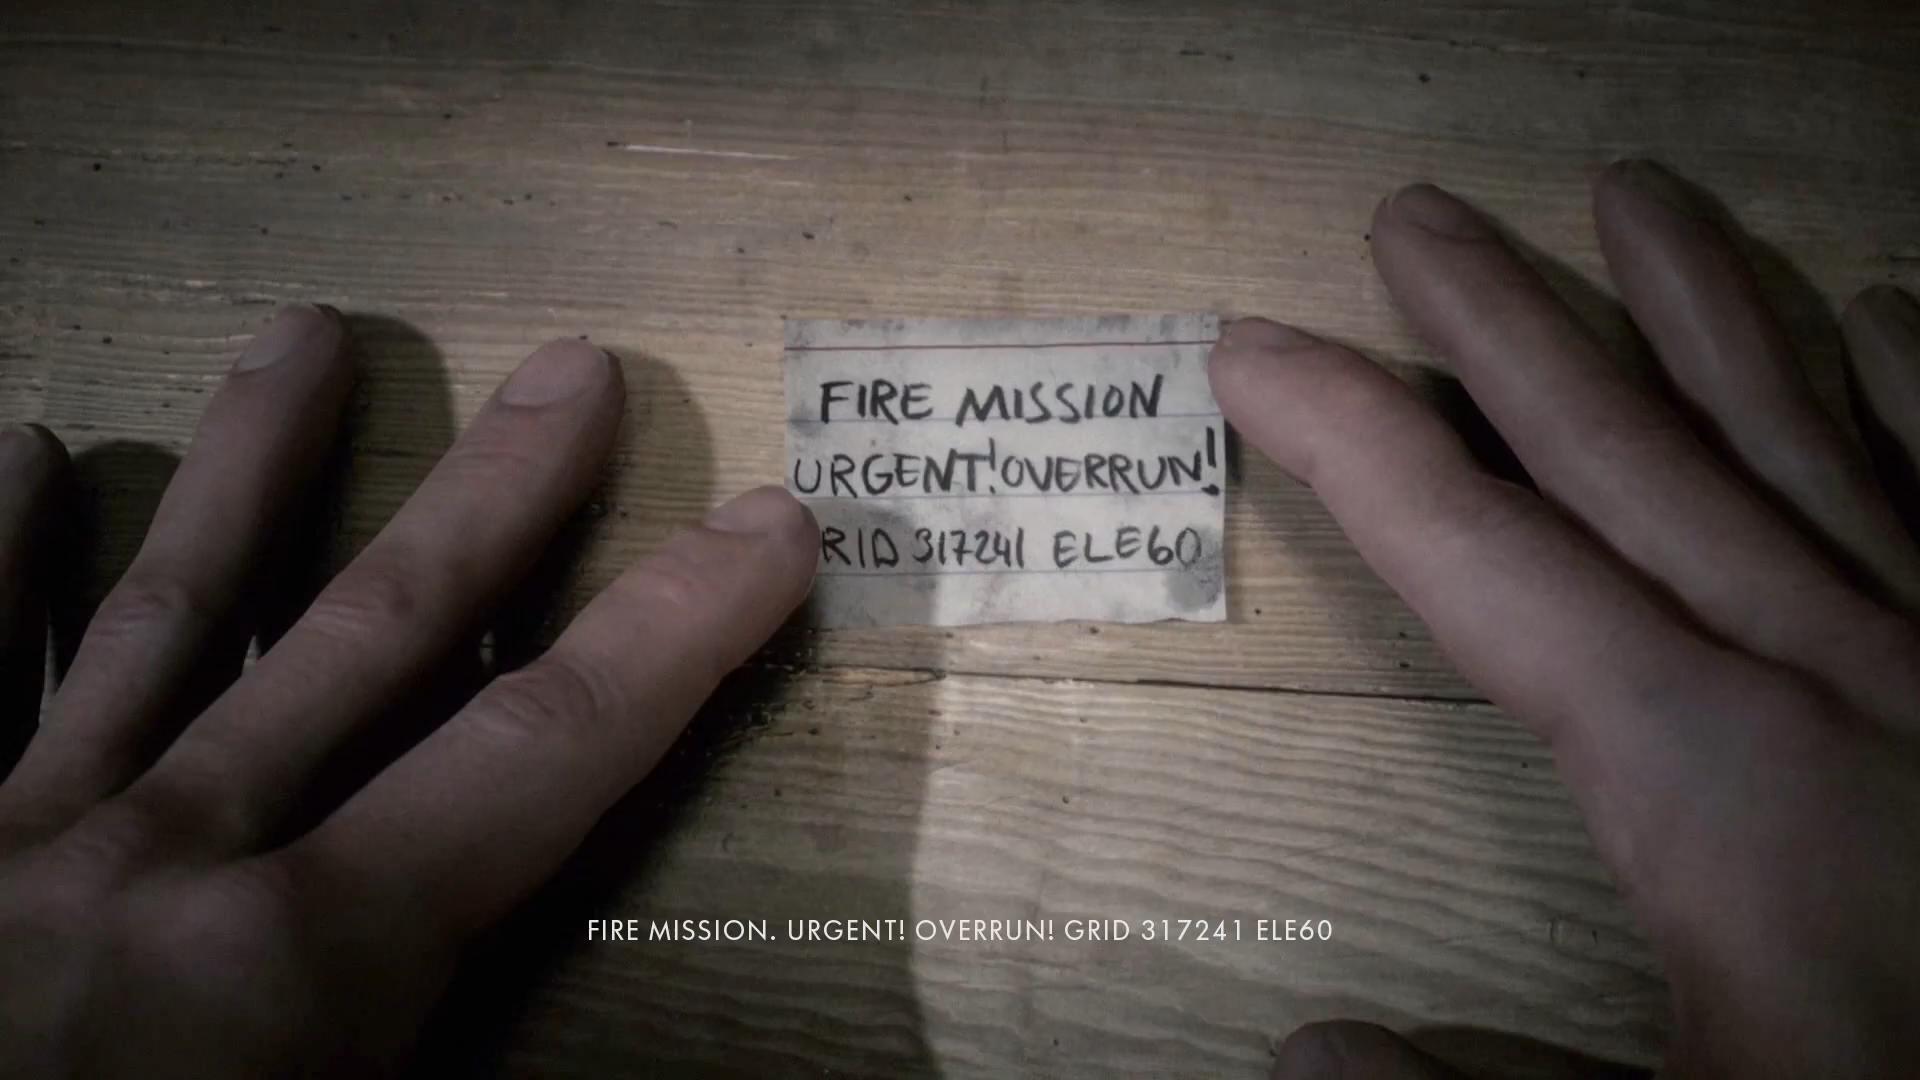 FIRE MISSION
URGENT! OVERRUN!
RID 317241 ELE60
FIRE MISSION. URGENT! OVERRUN! GRID 317241 ELE60